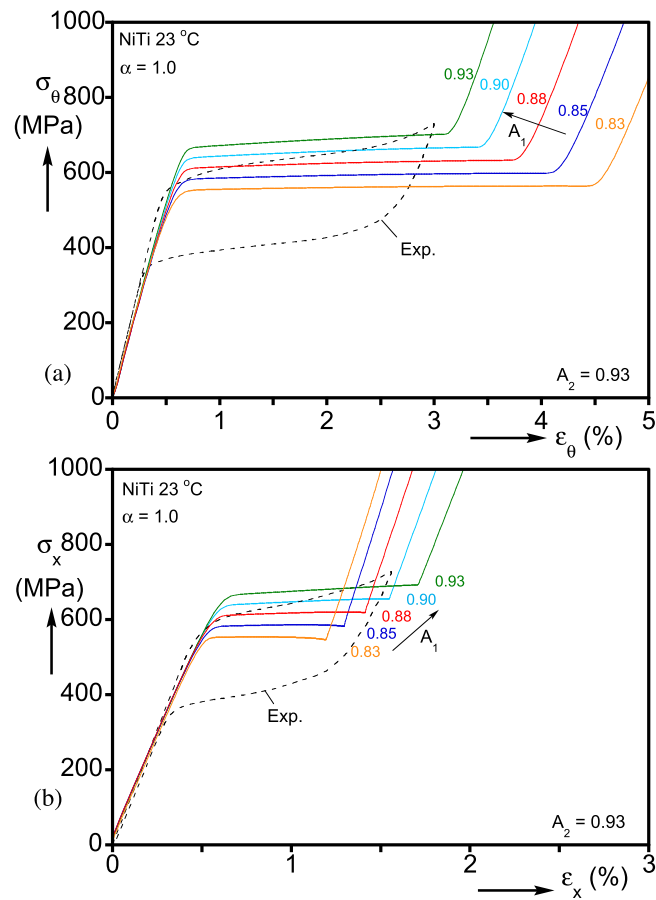 1000
NiTi 23 °C
α = 1.0
σθ
(MPa)
800
600
400
200
0
0.93
0.90
0.88
0.85
0.83
A1
Exp.
(a)
A2 = 0.93
0 1 2 3 4 5
εθ (%)
1000
NiTi 23 °C
α = 1.0
σx
(MPa)
800
600
400
200
0
0.93
0.90
0.88
0.85
0.83
A1
Exp.
(b)
A2 = 0.93
0 1 2 3
εx (%)